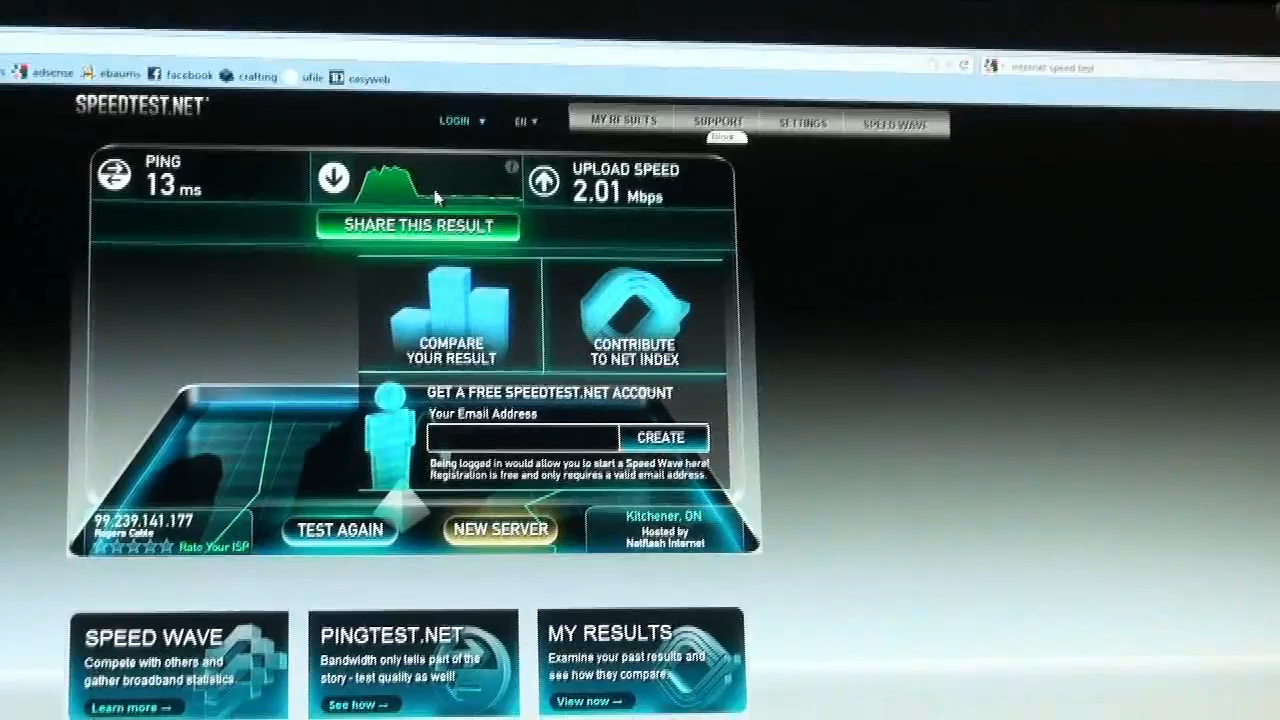 adsense ebaums facebook crafting ufile easyweb
internet speed test
SPEEDTEST.NET
LOGIN EN MY RESULTS SUPPORT SETTINGS SPEED WAVE
PING
13 ms
UPLOAD SPEED
2.01 Mbps
SHARE THIS RESULT
COMPARE
YOUR RESULT
CONTRIBUTE
TO NET INDEX
GET A FREE SPEEDTEST.NET ACCOUNT
Your Email Address
CREATE
Being logged in would allow you to start a Speed Wave here!
Registration is free and only requires a valid email address.
99.239.141.177
Rogers Cable
Rate Your ISP
TEST AGAIN
NEW SERVER
Kitchener, ON
Hosted by
Netflash Internet
SPEED WAVE
Compete with others and
gather broadband statistics
Learn more →
PINGTEST.NET
Bandwidth only tells part of the
story - test quality as well!
See how →
MY RESULTS
Examine your past results and
see how they compare.
View now →